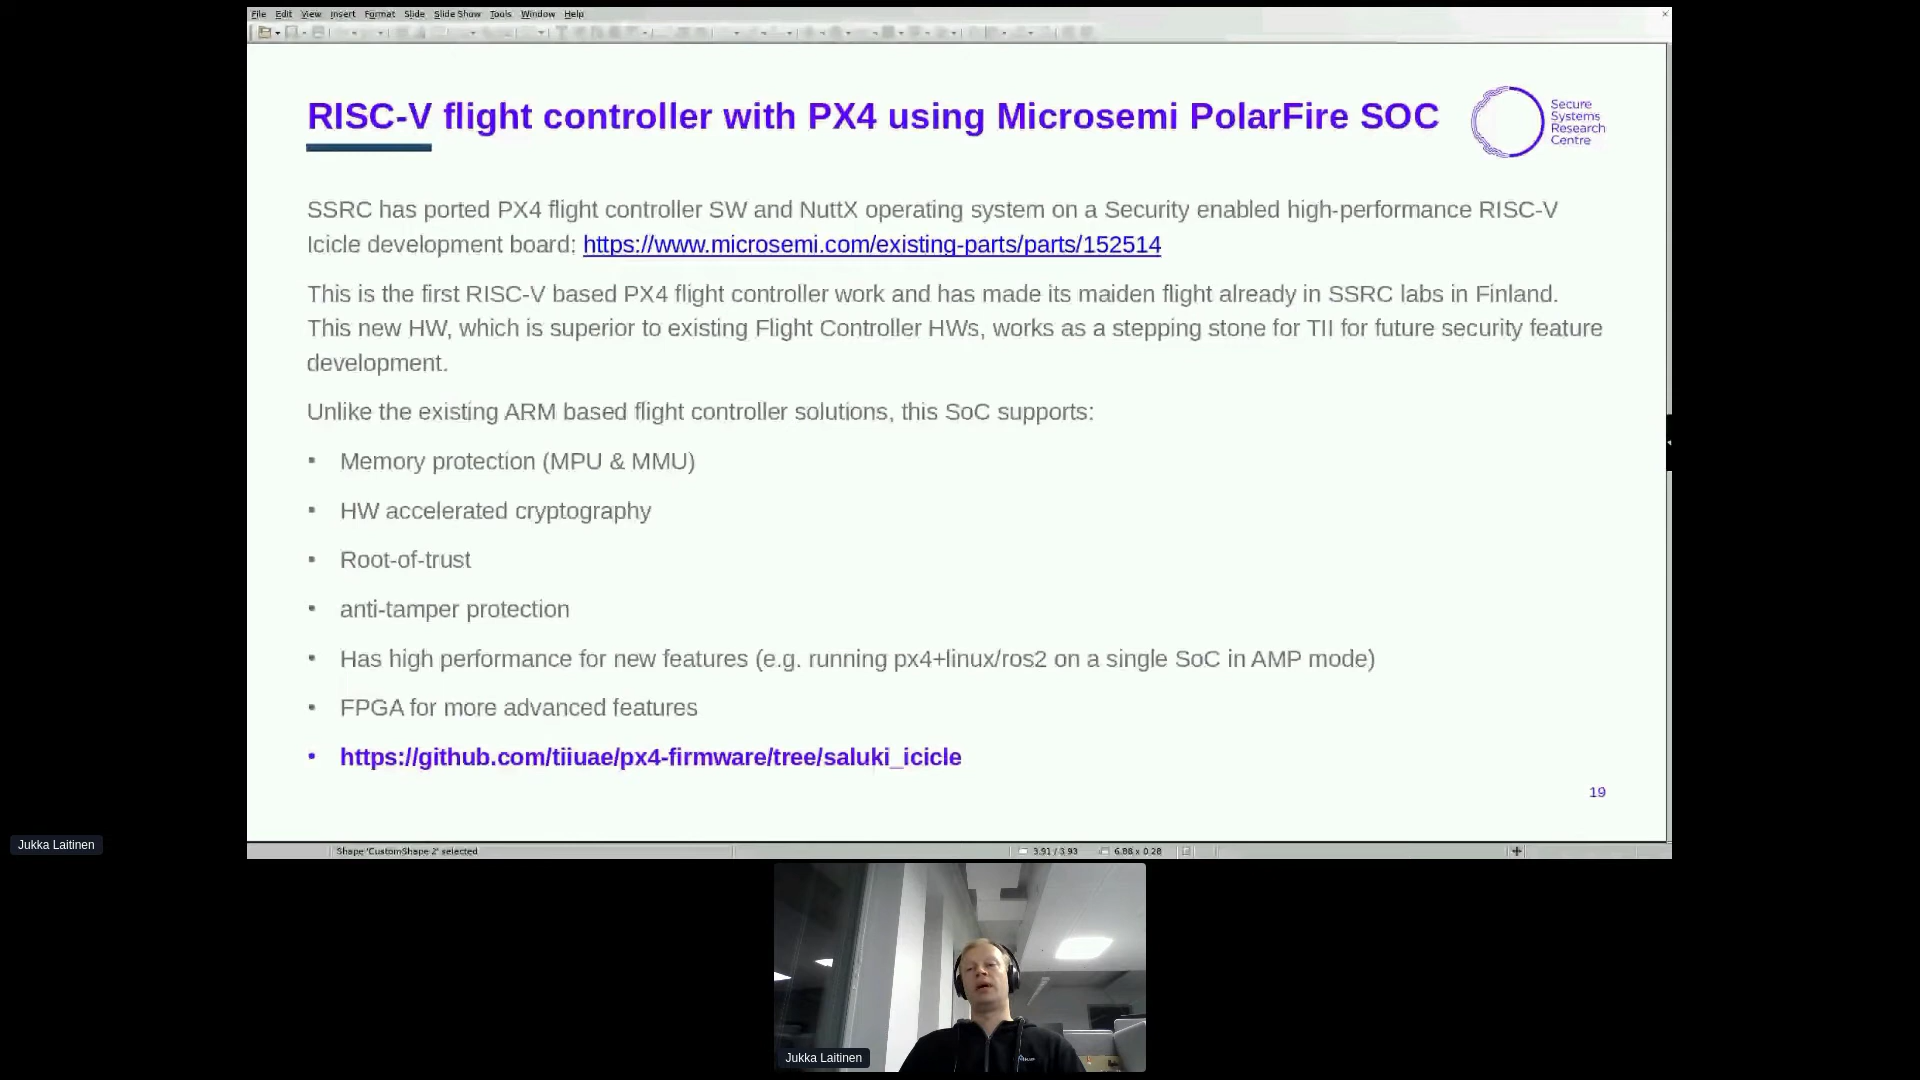 File Edit View Insert Format Slide Slide Show Tools Window Help
RISC-V flight controller with PX4 using Microsemi PolarFire SOC
Secure
Systems
Research
Centre
SSRC has ported PX4 flight controller SW and NuttX operating system on a Security enabled high-performance RISC-V
Icicle development board; https://www.microsemi.com/existing-parts/parts/152514
This is the first RISC-V based PX4 flight controller work and has made its maiden flight already in SSRC labs in Finland.
This new HW, which is superior to existing Flight Controller HWs, works as a stepping stone for TII for future security feature
development.
Unlike the existing ARM based flight controller solutions, this SoC supports:
• Memory protection (MPU & MMU)
• HW accelerated cryptography
• Root-of-trust
• anti-tamper protection
• Has high performance for new features (e.g. running px4+linux/ros2 on a single SoC in AMP mode)
• FPGA for more advanced features
• https://github.com/tiiuae/px4-firmware/tree/saluki_icicle
19
Jukka Laitinen
Shape 'CustomShape 2' selected
3.91 / 3.93
6.88 x 0.28
Jukka Laitinen